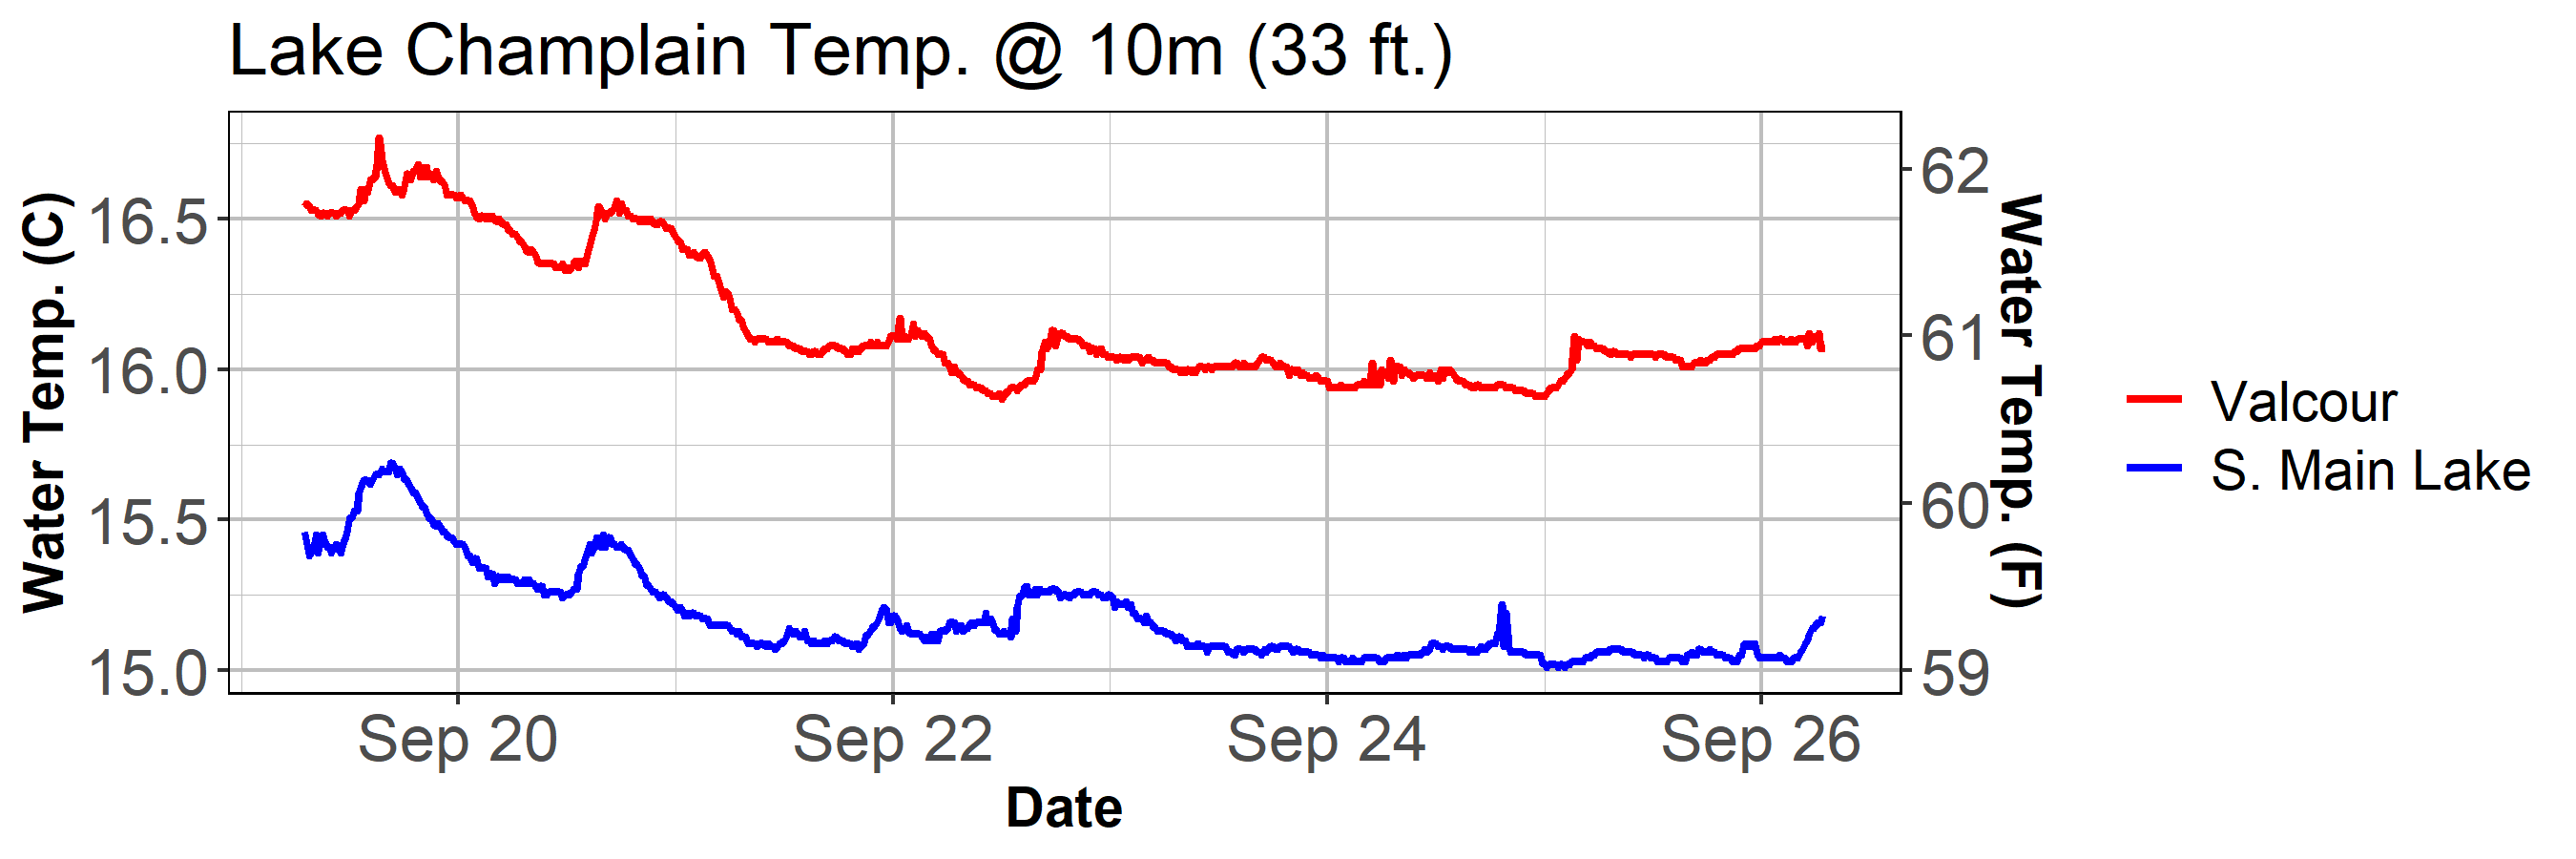 Lake Champlain Temp. @ 10m (33 ft.)
Water Temp. (C)
16.5
16.0
15.5
15.0
62
61
60
59
Water Temp. (F)
Sep 20
Sep 22
Sep 24
Sep 26
Date
Valcour
S. Main Lake